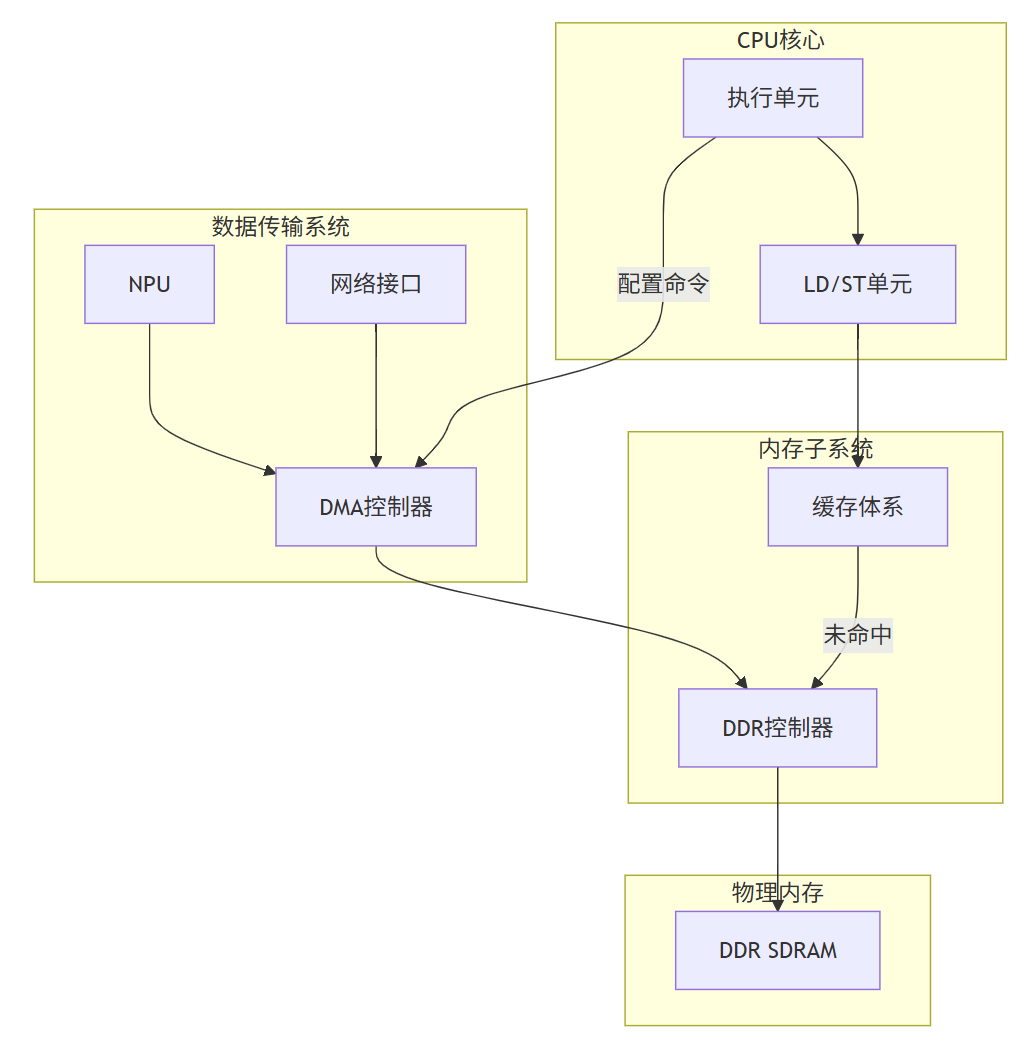 CPU核心
执行单元
数据传输系统
NPU
网络接口
配置命令
LD/ST单元
内存子系统
DMA控制器
缓存体系
未命中
DDR控制器
物理内存
DDR SDRAM